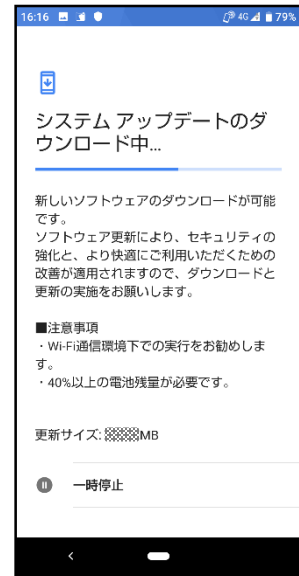 16:16 4G 79%
システム アップデートのダ
ウンロード中...
新しいソフトウェアのダウンロードが可能
です。
ソフトウェア更新により、セキュリティの
強化と、より快適にご利用いただくための
改善が適用されますので、ダウンロードと
更新の実施をお願いします。
■注意事項
・Wi-Fi通信環境下での実行をお勧めしま
す。
・40%以上の電池残量が必要です。
更新サイズ: MB
一時停止